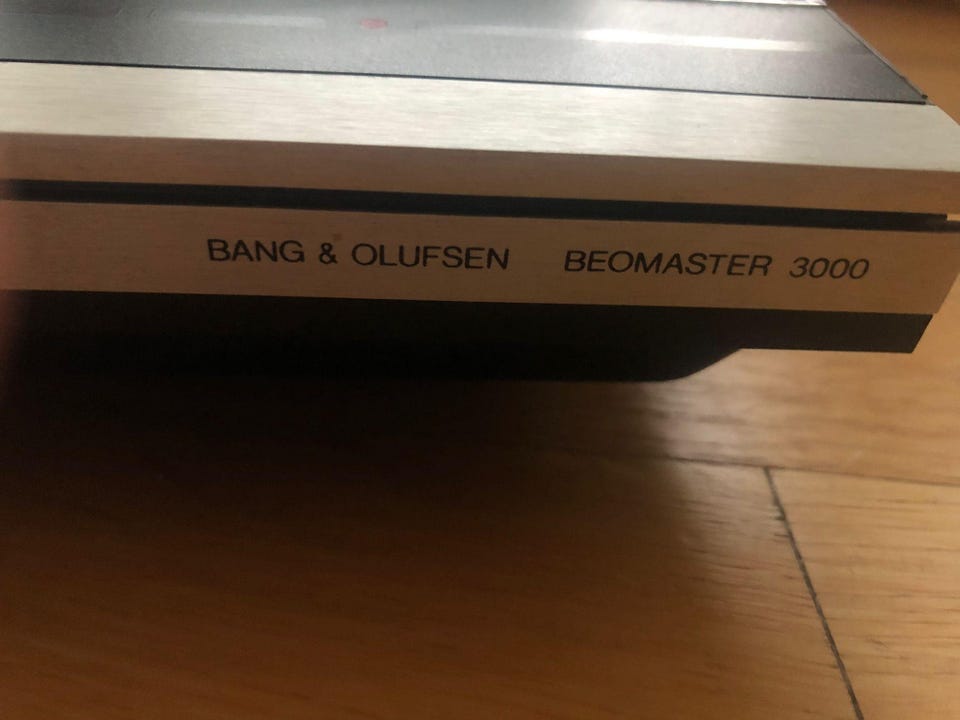 BANG & OLUFSEN BEOMASTER 3000